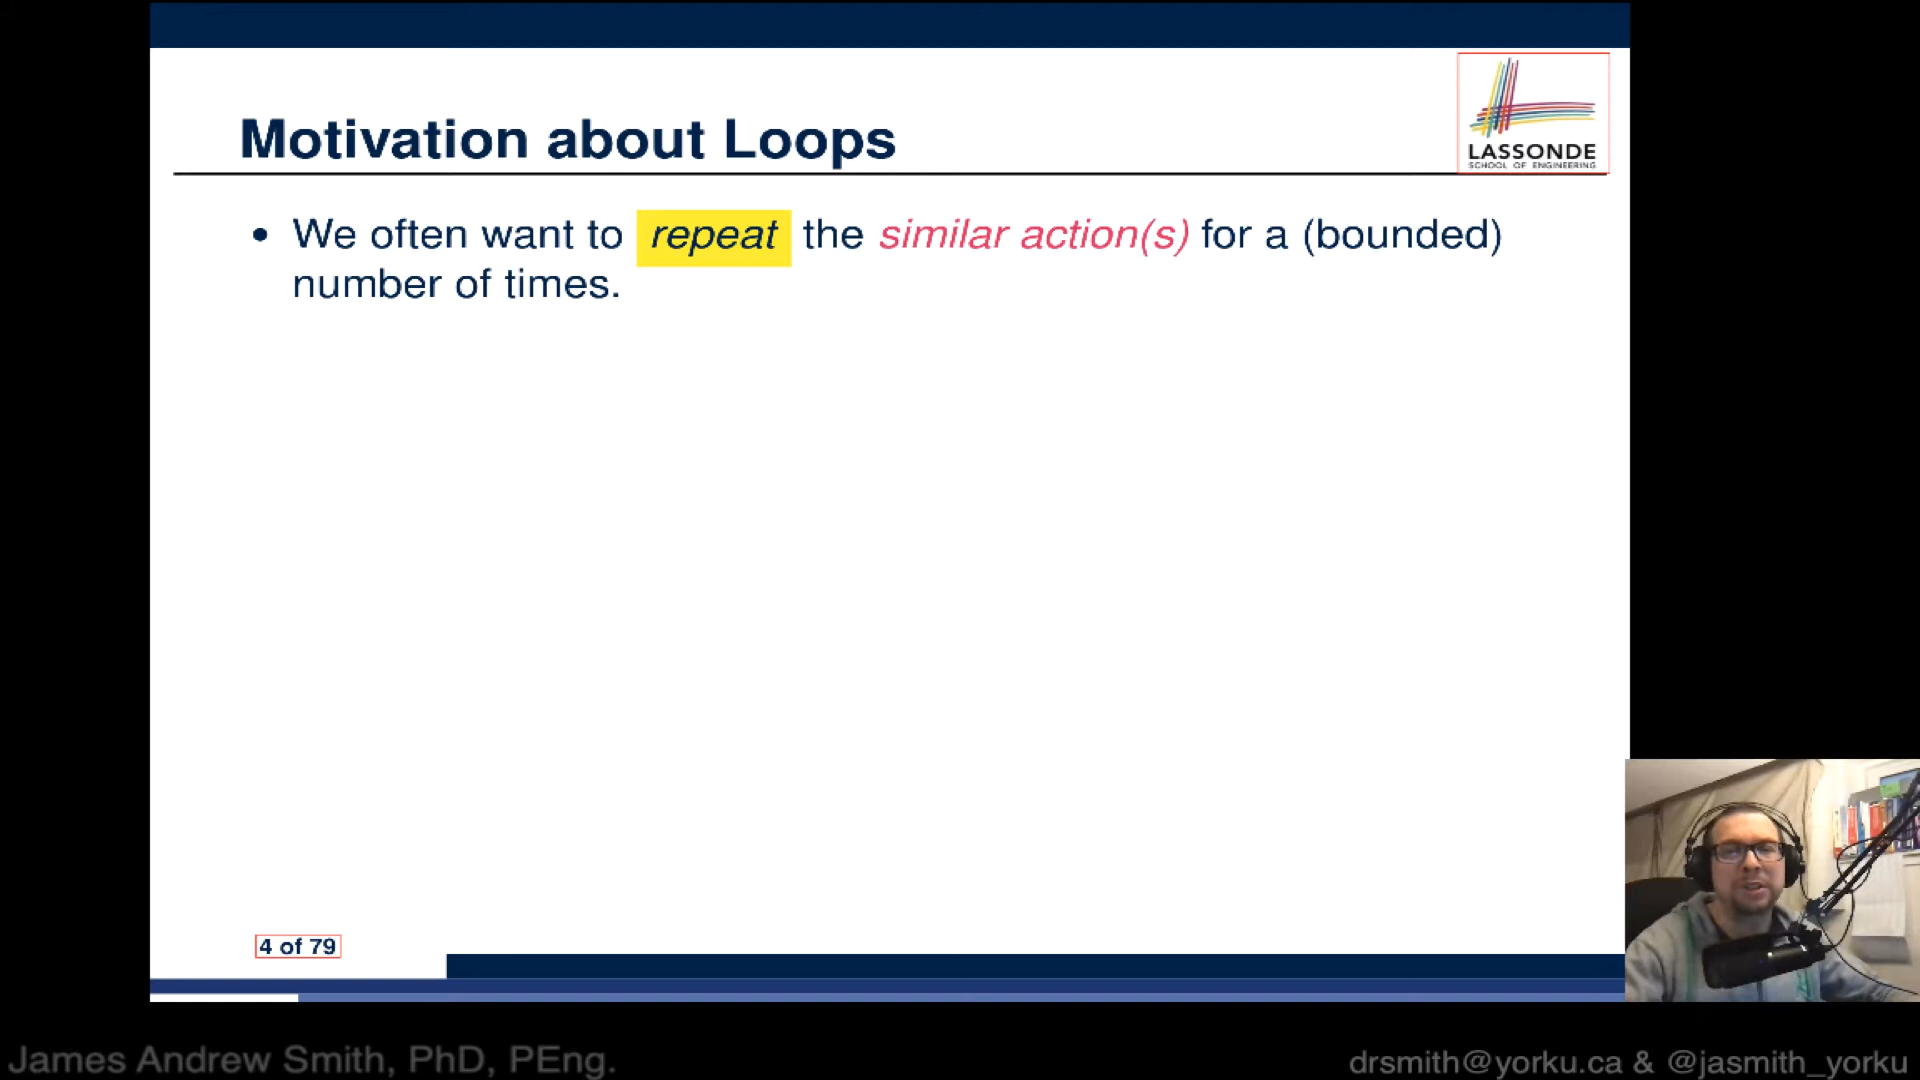 LASSONDE
SCHOOL OF ENGINEERING
Motivation about Loops
• We often want to repeat the similar action(s) for a (bounded)
number of times.
4 of 79
James Andrew Smith, PhD, PEng.
drsmith@yorku.ca & @jasmith_yorku